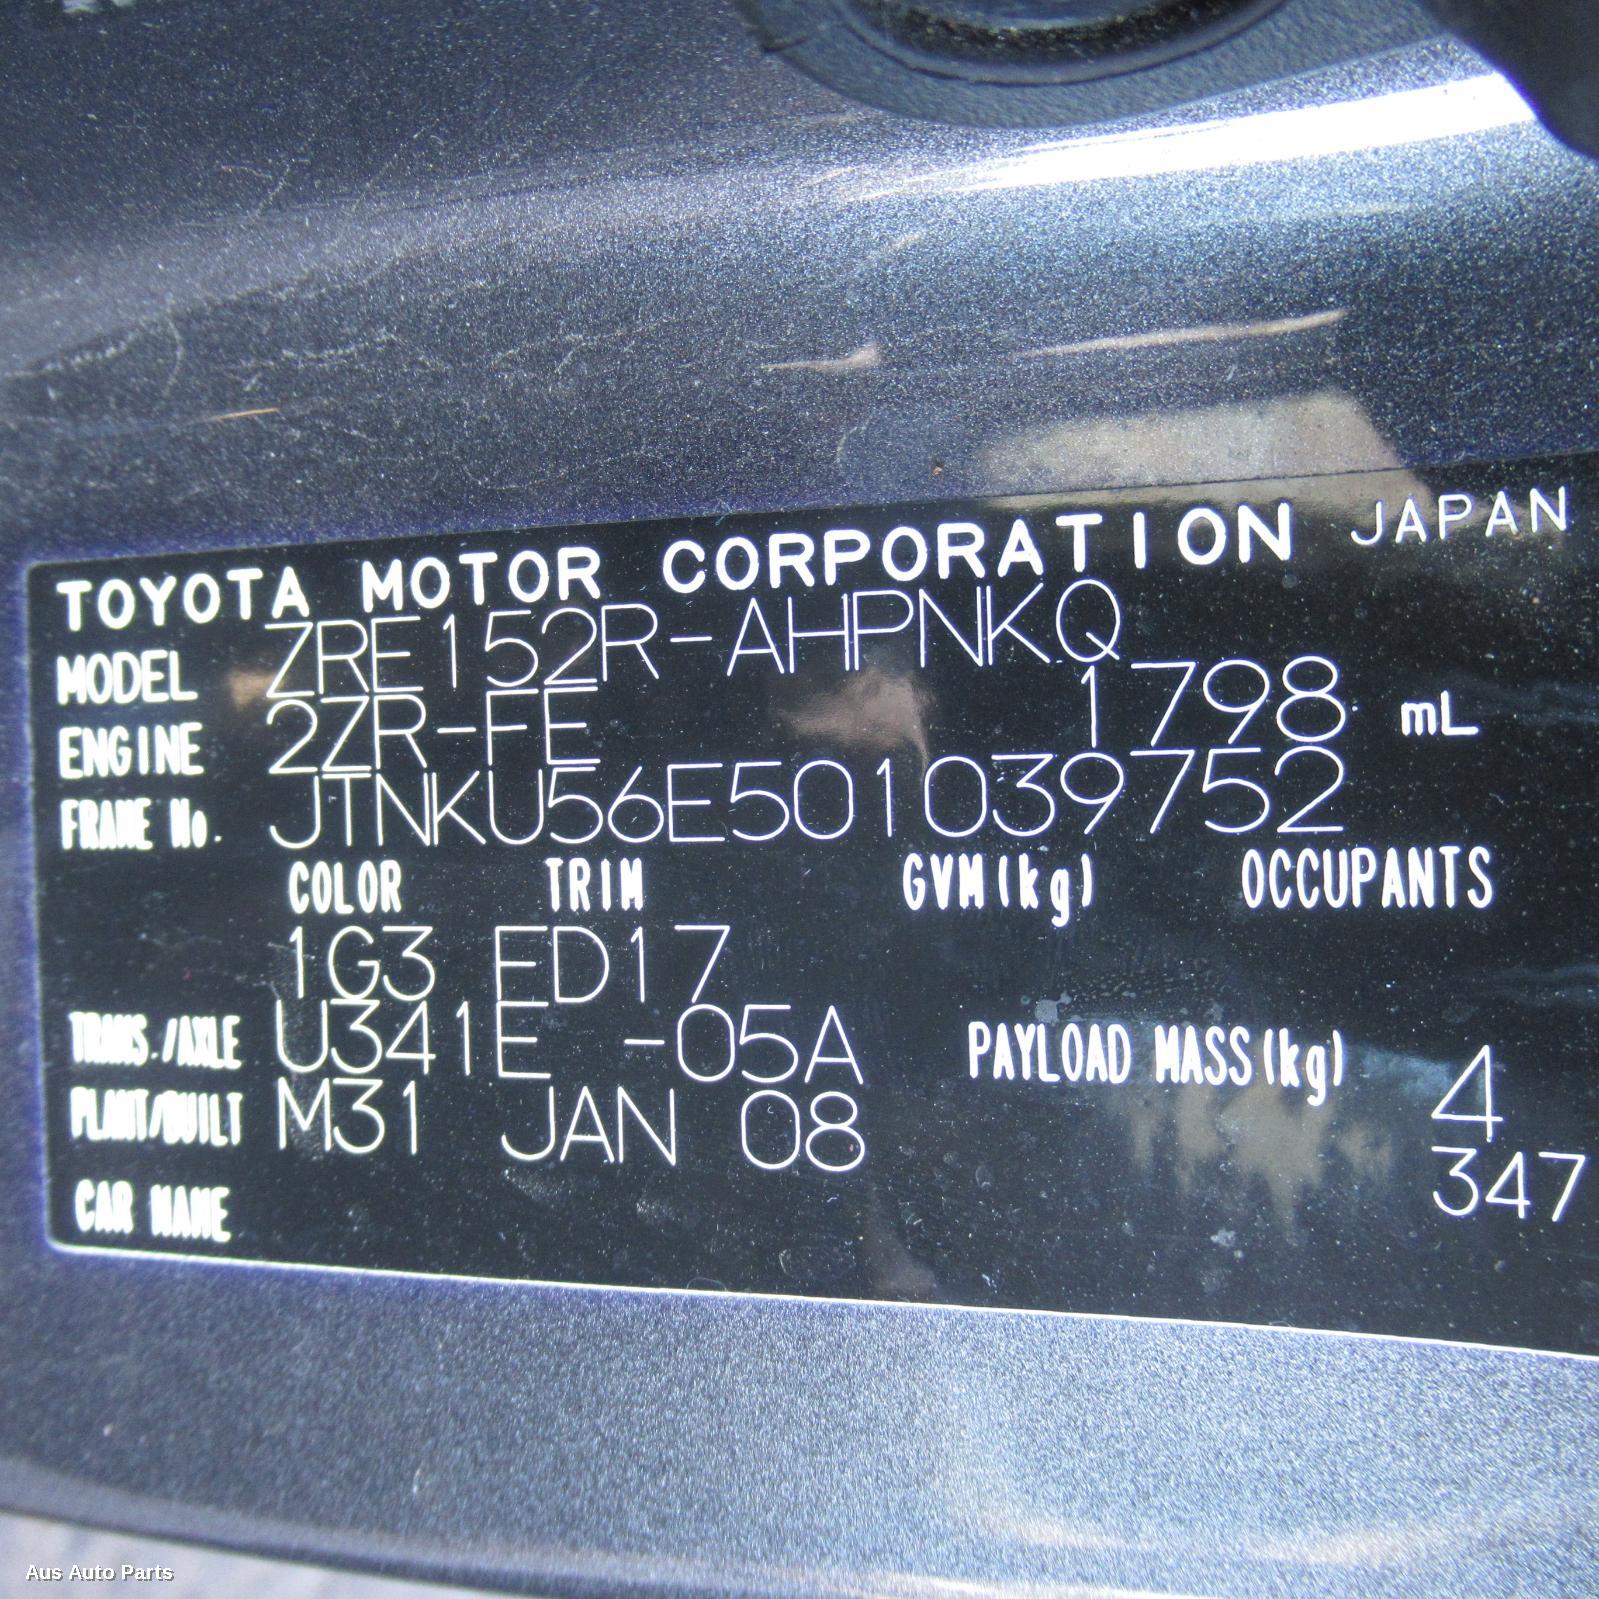 TOYOTA MOTOR CORPORATION JAPAN
MODEL ZRE152R-AHPNKQ
ENGINE 2ZR-FE 1798 mL
FRAME No. JTNKU56E501039752
COLOR TRIM GVM(kg) OCCUPANTS
1G3 ED17
TRANS./AXLE U341E -05A PAYLOAD MASS(kg) 4
PLANT/BUILT M31 JAN 08 347
CAR NAME
Aus Auto Parts